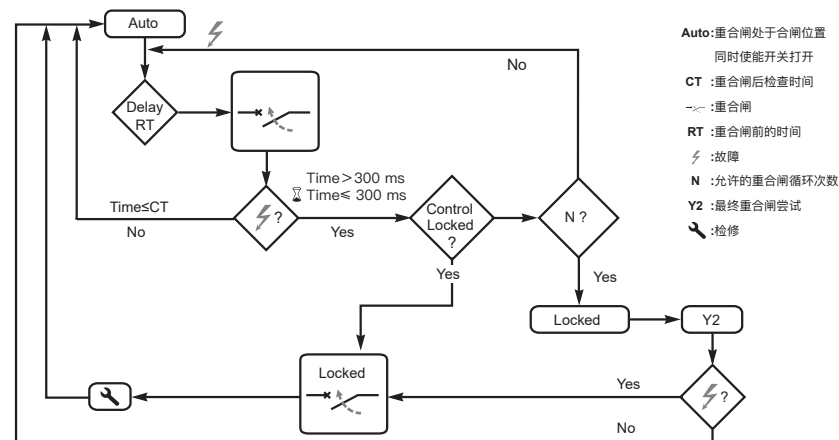 Auto
No
Delay
RT
Time>300 ms
Time≤ 300 ms
Time≤CT
No
?
Yes
Control
Locked
?
N ?
Yes
Yes
Locked
Y2
Locked
Yes
?
No
Auto:重合闸处于合闸位置
同时使能开关打开
CT :重合闸后检查时间
:重合闸
RT :重合闸前的时间
:故障
N :允许的重合闸循环次数
Y2 :最终重合闸尝试
:检修